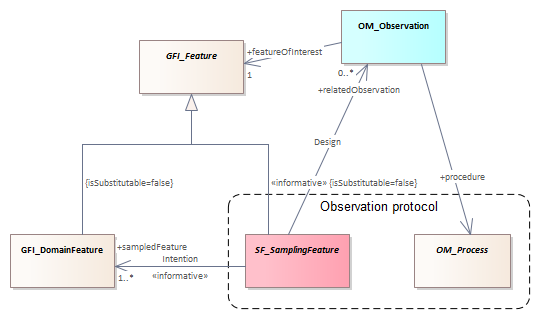 OM_Observation
GFI_Feature
+featureOfInterest
1
0..*
+relatedObservation
Design
+procedure
{isSubstitutable=false}
«informative» {isSubstitutable=false}
Observation protocol
GFI_DomainFeature
+sampledFeature
Intention
1..*
«informative»
SF_SamplingFeature
OM_Process